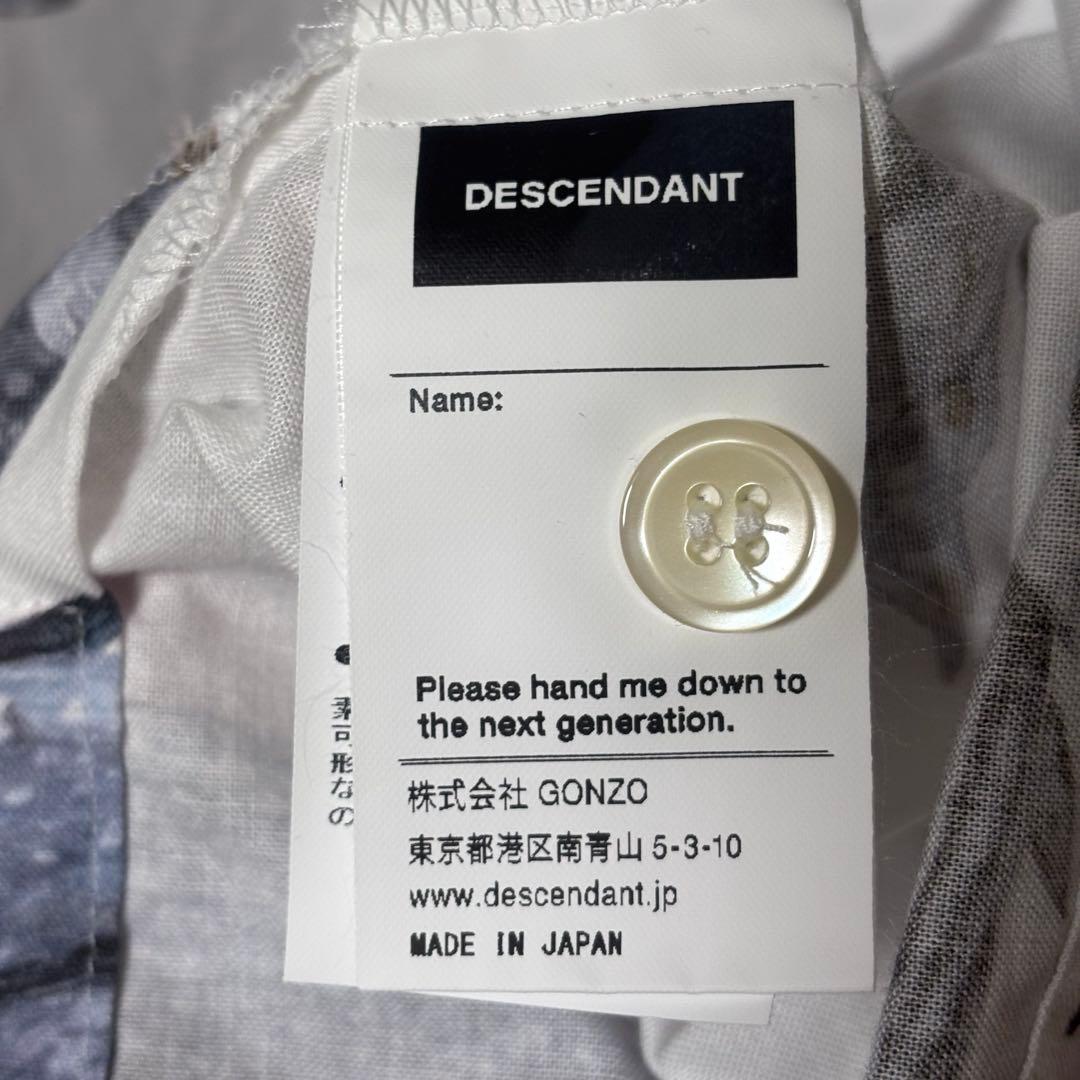 DESCENDANT
Name:
Please hand me down to
the next generation.
株式会社 GONZO
東京都港区南青山 5-3-10
www.descendant.jp
MADE IN JAPAN